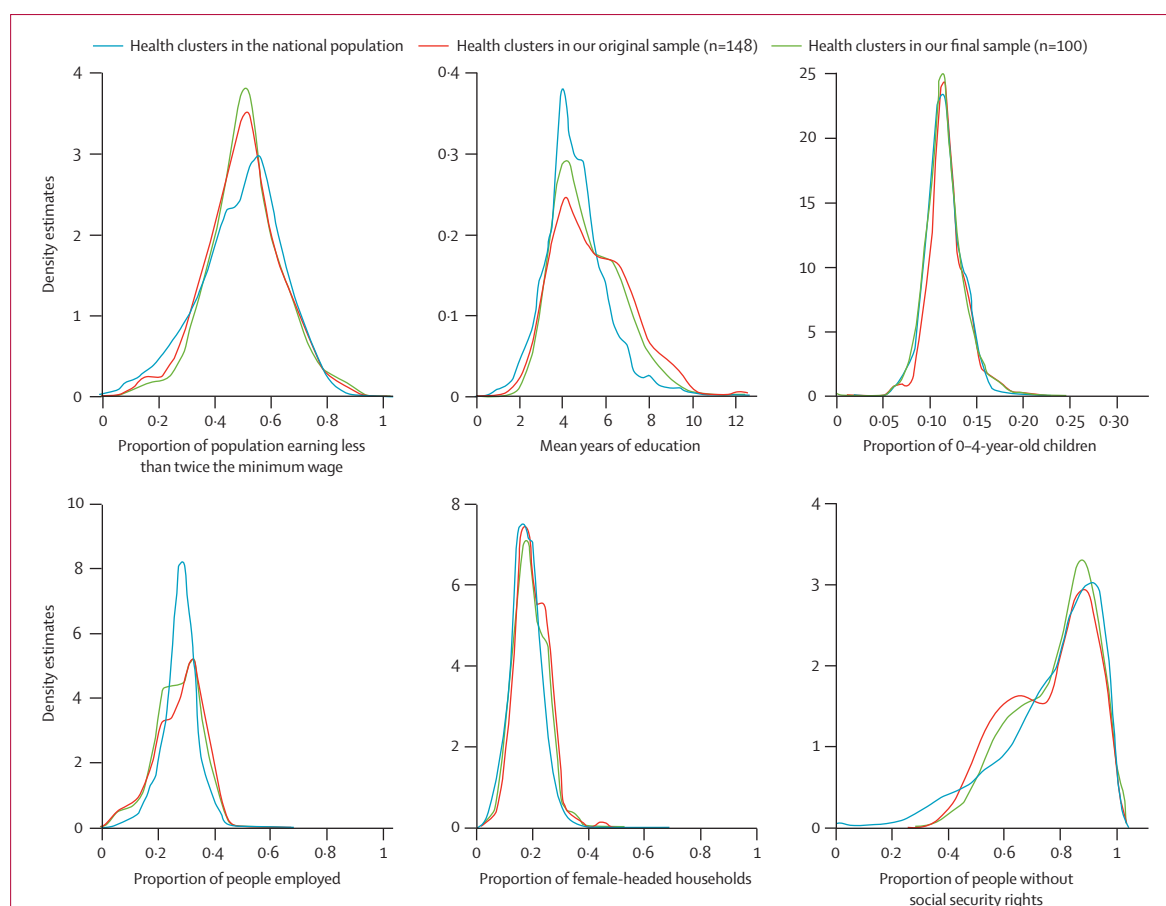 Health clusters in the national population Health clusters in our original sample (n=148) Health clusters in our final sample (n=100)
4 0·4 25
3 0·3 20
2 0·2 15
1 0·1 10
5
0 0 0
Density estimates
0 0·2 0·4 0·6 0·8 1
Proportion of population earning less
than twice the minimum wage
0 2 4 6 8 10 12
Mean years of education
0 0·05 0·10 0·15 0·20 0·25 0·30
Proportion of 0–4-year-old children
10 8 4
8 6 3
6 4 2
4 2 1
2
0 0 0
Density estimates
0 0·2 0·4 0·6 0·8 1
Proportion of people employed
0 0·2 0·4 0·6 0·8 1
Proportion of female-headed households
0 0·2 0·4 0·6 0·8 1
Proportion of people without
social security rights